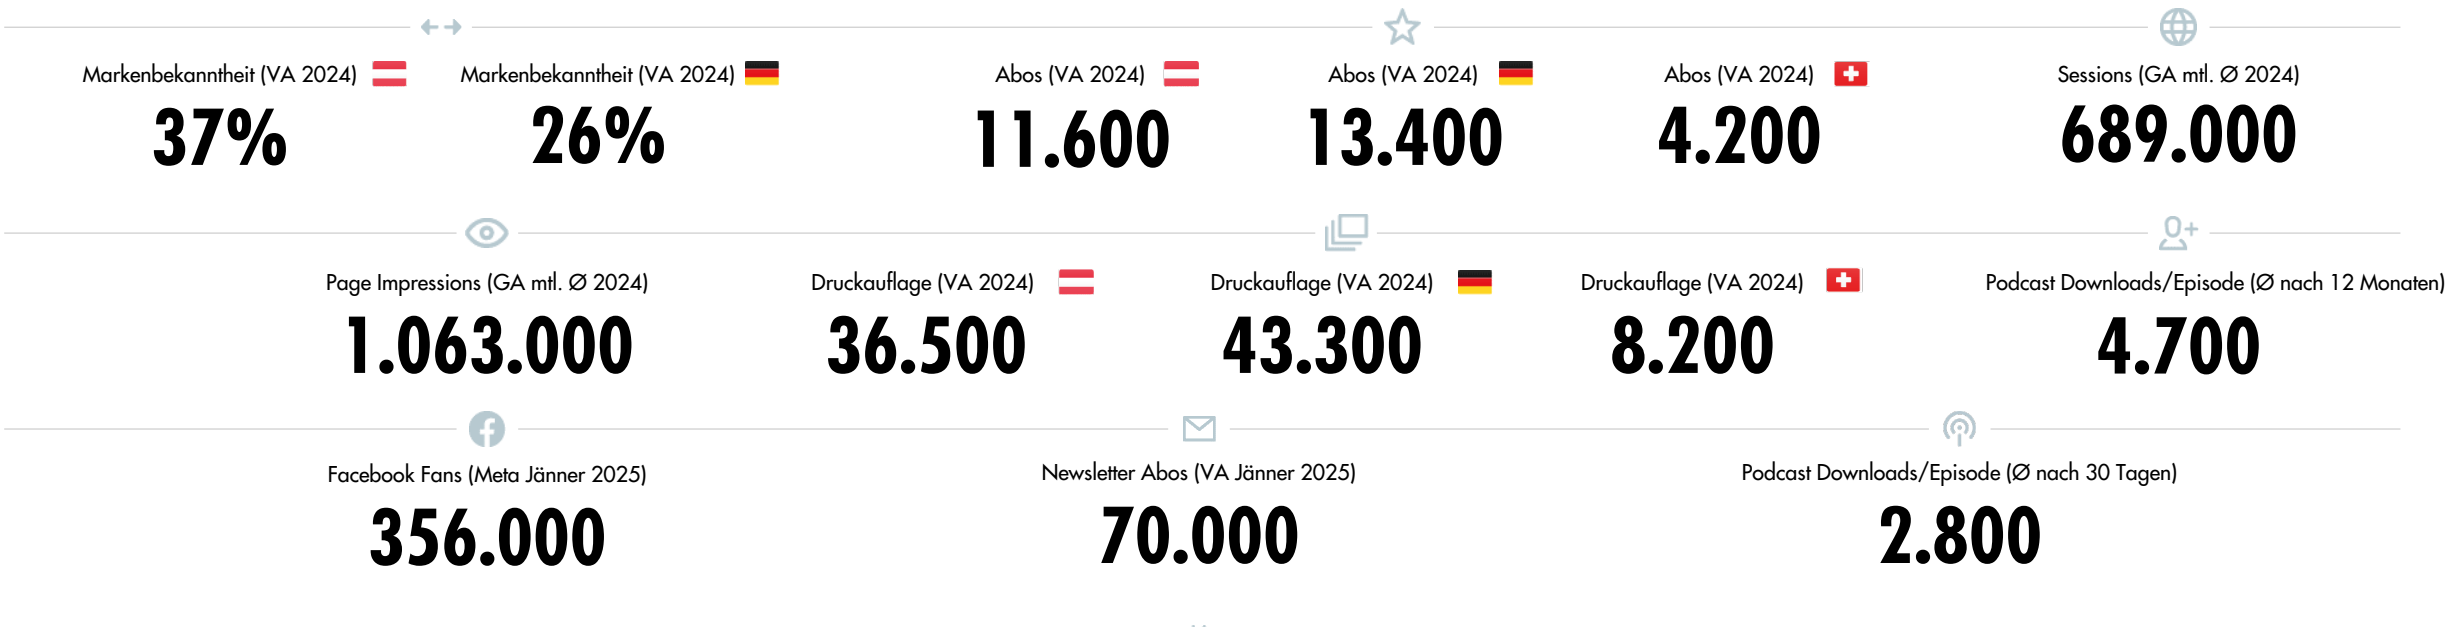 Markenbekanntheit (VA 2024)
37%
Markenbekanntheit (VA 2024)
26%
Abos (VA 2024)
11.600
Abos (VA 2024)
13.400
Abos (VA 2024)
4.200
Sessions (GA mtl. Ø 2024)
689.000
Page Impressions (GA mtl. Ø 2024)
1.063.000
Druckauflage (VA 2024)
36.500
Druckauflage (VA 2024)
43.300
Druckauflage (VA 2024)
8.200
Podcast Downloads/Episode (Ø nach 12 Monaten)
4.700
Facebook Fans (Meta Jänner 2025)
356.000
Newsletter Abos (VA Jänner 2025)
70.000
Podcast Downloads/Episode (Ø nach 30 Tagen)
2.800